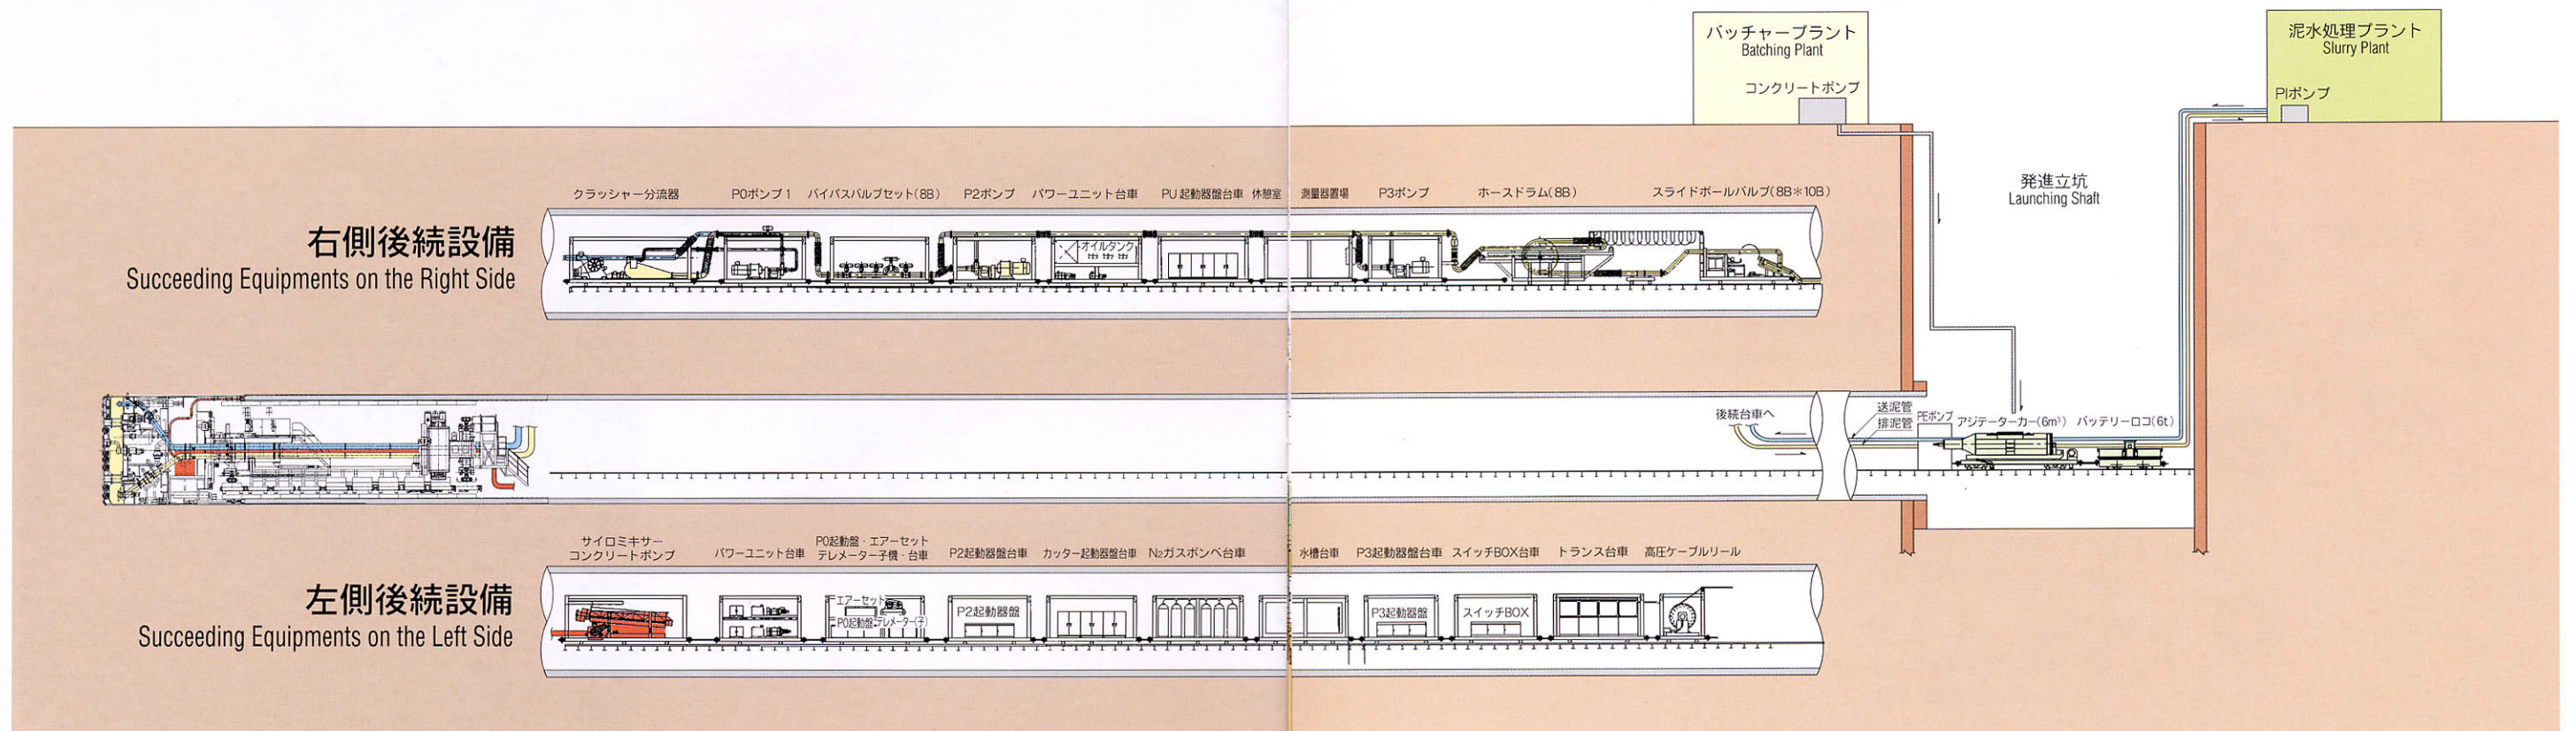 バッチャープラント
Batching Plant
コンクリートポンプ
泥水処理プラント
Slurry Plant
PIポンプ
発進立坑
Launching Shaft
クラッシャー分流器
P0ポンプ1
バイパスバルブセット(8B)
P2ポンプ
パワーユニット台車
PU起動器盤台車
休憩室
測量器置場
P3ポンプ
ホースドラム(8B)
スライドボールバルブ(8B*10B)
オイルタンク
右側後続設備
Succeeding Equipments on the Right Side
後続台車へ
送泥管
排泥管
PEポンプ
アジテーターカー(6m³)
バッテリーロコ(6t)
サイロミキサー
コンクリートポンプ
パワーユニット台車
P0起動盤・エアーセット
テレメーター子機・台車
P2起動器盤台車
カッター起動器盤台車
N₂ガスボンベ台車
水槽台車
P3起動器盤台車
スイッチBOX台車
トランス台車
高圧ケーブルリール
エアーセット
P0起動盤
テレメーター(子)
P2起動器盤
P3起動器盤
スイッチBOX
左側後続設備
Succeeding Equipments on the Left Side